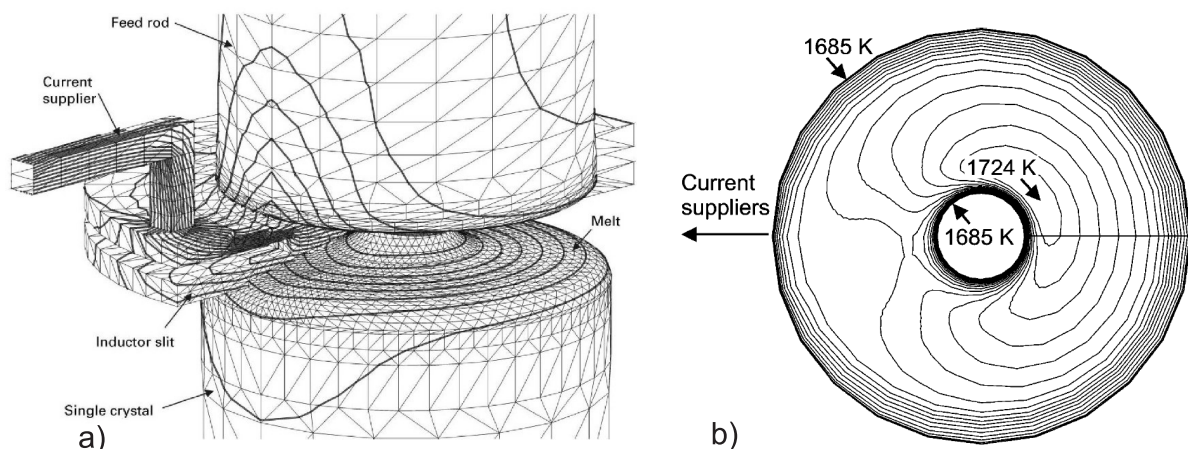 Feed rod
Current
supplier
Melt
Inductor slit
Single crystal
a)
1685 K
1724 K
Current
suppliers
1685 K
b)